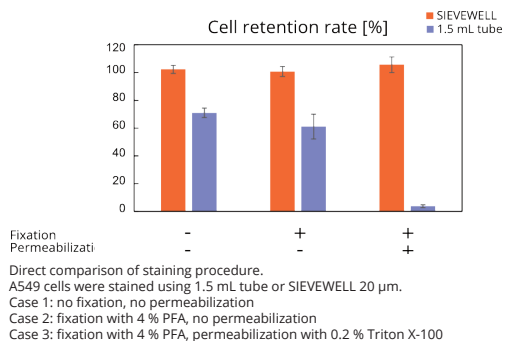 Cell retention rate [%]
SIEVEWELL
1.5 mL tube
120
100
80
60
40
20
0
Fixation - + +
Permeabilizati - - +
Direct comparison of staining procedure.
A549 cells were stained using 1.5 mL tube or SIEVEWELL 20 μm.
Case 1: no fixation, no permeabilization
Case 2: fixation with 4 % PFA, no permeabilization
Case 3: fixation with 4 % PFA, permeabilization with 0.2 % Triton X-100